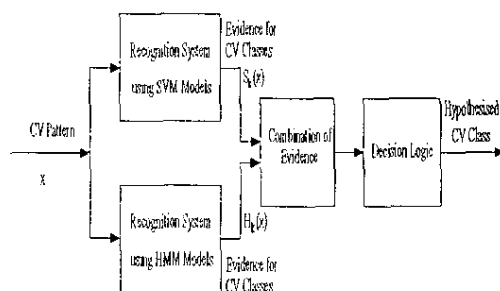 Evidence for
CV Classes
Recognition System
using SVM Models
S_k(x)
CV Pattern
X
Combination of
Evidence
Decision Logic
Hypothesised
CV Class
Recognition System
using HMM Models
H_k(x)
Evidence for
CV Classes